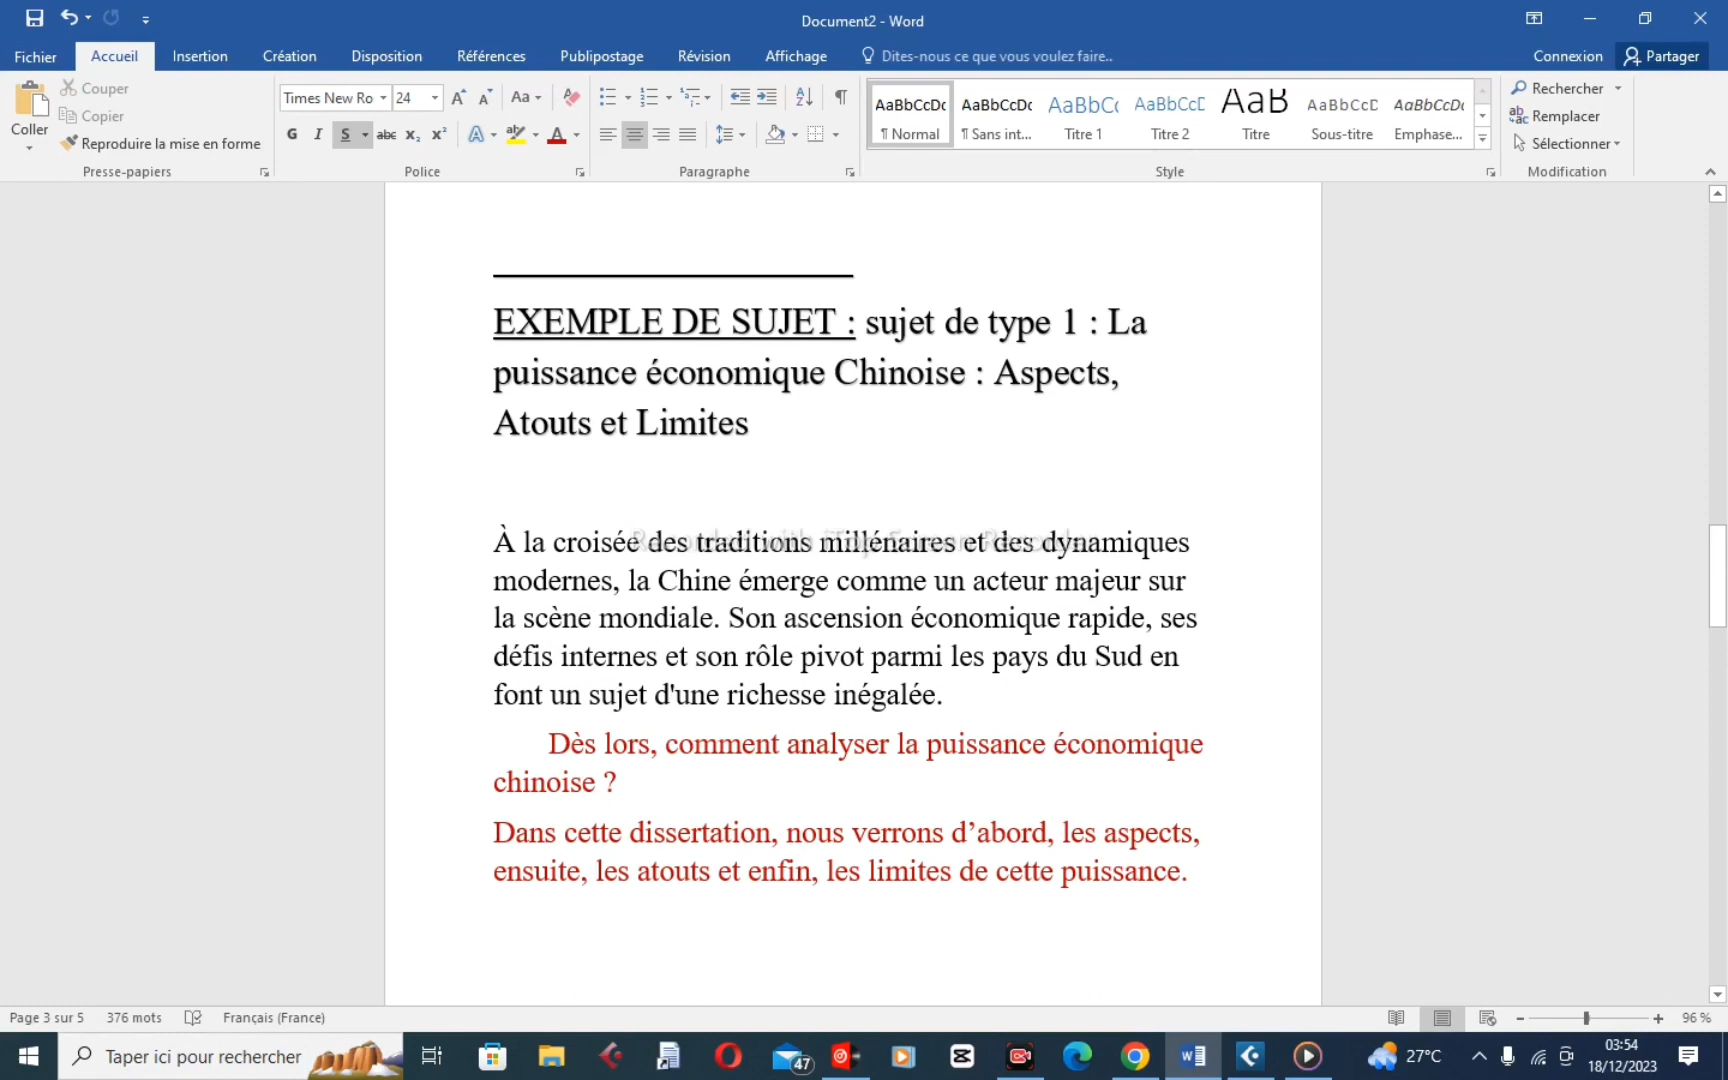 Document2 - Word
Fichier Accueil Insertion Création Disposition Références Publipostage Révision Affichage Dites-nous ce que vous voulez faire.. Connexion Partager
Coller
Couper
Copier
Reproduire la mise en forme
Presse-papiers
Times New Ro 24
Police
Paragraphe
AaBbCcDc AaBbCcDc AaBbCc AaBbCcD AaB AaBbCcD AaBbCcDc
¶ Normal ¶ Sans int... Titre 1 Titre 2 Titre Sous-titre Emphase...
Style
Rechercher
Remplacer
Sélectionner
Modification
EXEMPLE DE SUJET : sujet de type 1 : La
puissance économique Chinoise : Aspects,
Atouts et Limites
Recorded with iTop Screen Recorder
À la croisée des traditions millénaires et des dynamiques
modernes, la Chine émerge comme un acteur majeur sur
la scène mondiale. Son ascension économique rapide, ses
défis internes et son rôle pivot parmi les pays du Sud en
font un sujet d'une richesse inégalée.
Dès lors, comment analyser la puissance économique
chinoise ?
Dans cette dissertation, nous verrons d’abord, les aspects,
ensuite, les atouts et enfin, les limites de cette puissance.
Page 3 sur 5 376 mots Français (France) 96 %
Taper ici pour rechercher
47
27°C
03:54
18/12/2023